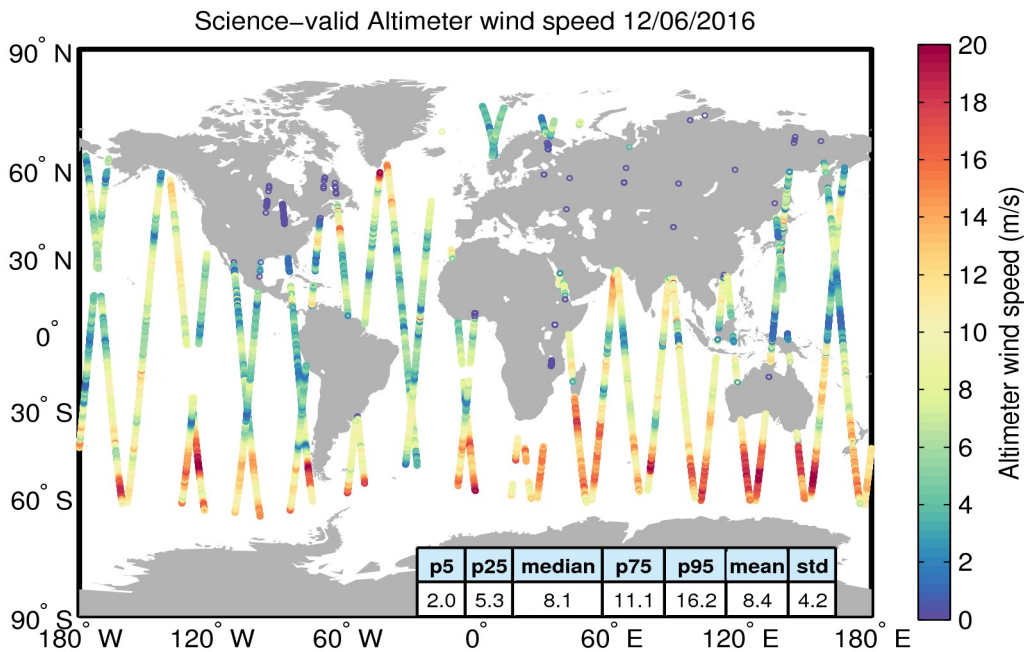 Science−valid Altimeter wind speed 12/06/2016
90° N
60° N
30° N
0°
30° S
60° S
90° S
180° W
120° W
60° W
0°
60° E
120° E
180° E
p5 p25 median p75 p95 mean std
2.0 5.3 8.1 11.1 16.2 8.4 4.2
20
18
16
14
12
10
8
6
4
2
0
Altimeter wind speed (m/s)